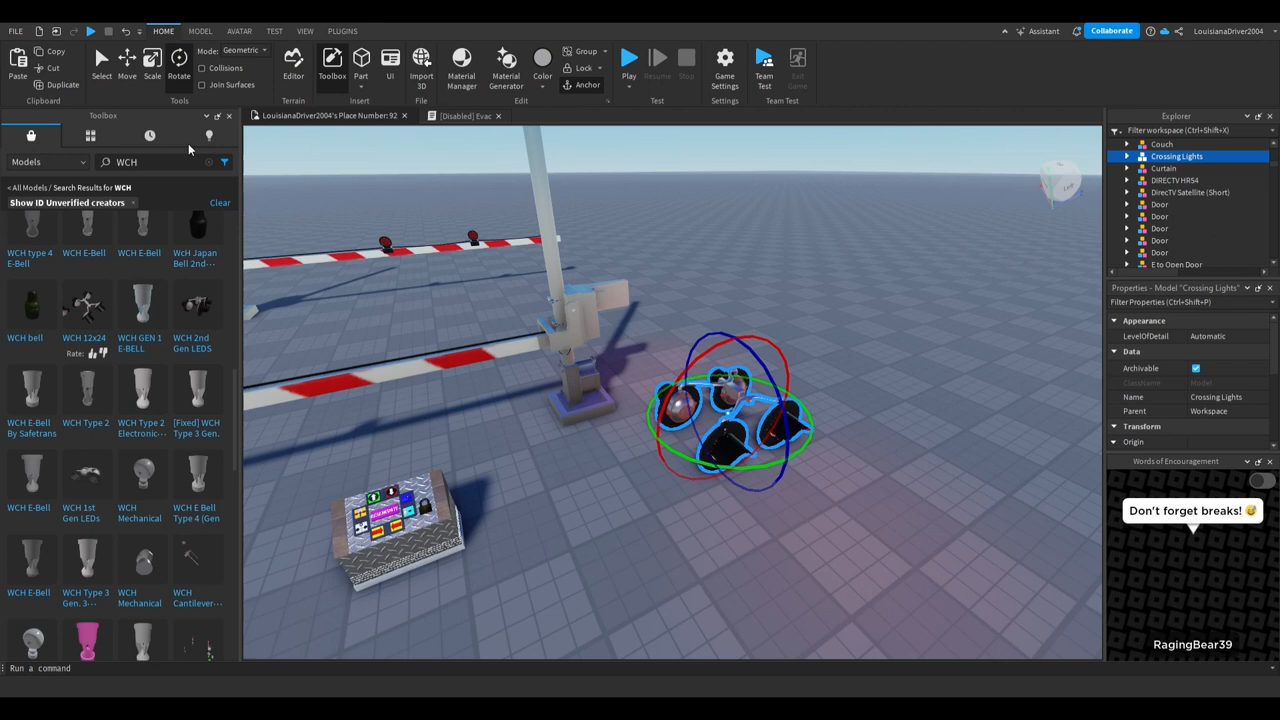 FILE HOME MODEL AVATAR TEST VIEW PLUGINS Assistant Collaborate LouisianaDriver2004
Copy Mode: Geometric Group
Cut Collisions Lock
Duplicate Join Surfaces Anchor
Paste Select Move Scale Rotate Editor Toolbox Part UI Import 3D Material Manager Material Generator Color Play Resume Stop Game Settings Team Test Exit Game
Clipboard Tools Terrain Insert File Edit Test Settings Team Test
Toolbox
Models WCH
< All Models / Search Results for WCH
Show ID Unverified creators Clear
WCH type 4 E-Bell
WCH E-Bell
WCH E-Bell
WcH Japan Bell 2nd···
WCH bell
WCH 12x24
Rate:
WCH GEN 1 E-BELL
WCH 2nd Gen LEDS
WCH E-Bell By Safetrans
WCH Type 2
WCH Type 2 Electronic···
[Fixed] WCH Type 3 Gen.
WCH E-Bell
WCH 1st Gen LEDs
WCH Mechanical
WCH E Bell Type 4 (Gen
WCH E-Bell
WCH Type 3 Gen. 3···
WCH Mechanical
WCH Cantilever···
Run a command
LouisianaDriver2004's Place Number: 92
[Disabled] Evac
Left
Explorer
Filter workspace (Ctrl+Shift+X)
Couch
Crossing Lights
Curtain
DIRECTV HR54
DirecTV Satellite (Short)
Door
Door
Door
Door
Door
E to Open Door
Properties - Model "Crossing Lights"
Filter Properties (Ctrl+Shift+P)
Appearance
LevelOfDetail Automatic
Data
Archivable
ClassName Model
Name Crossing Lights
Parent Workspace
Transform
Origin
Words of Encouragement
Don't forget breaks! 😅
RagingBear39